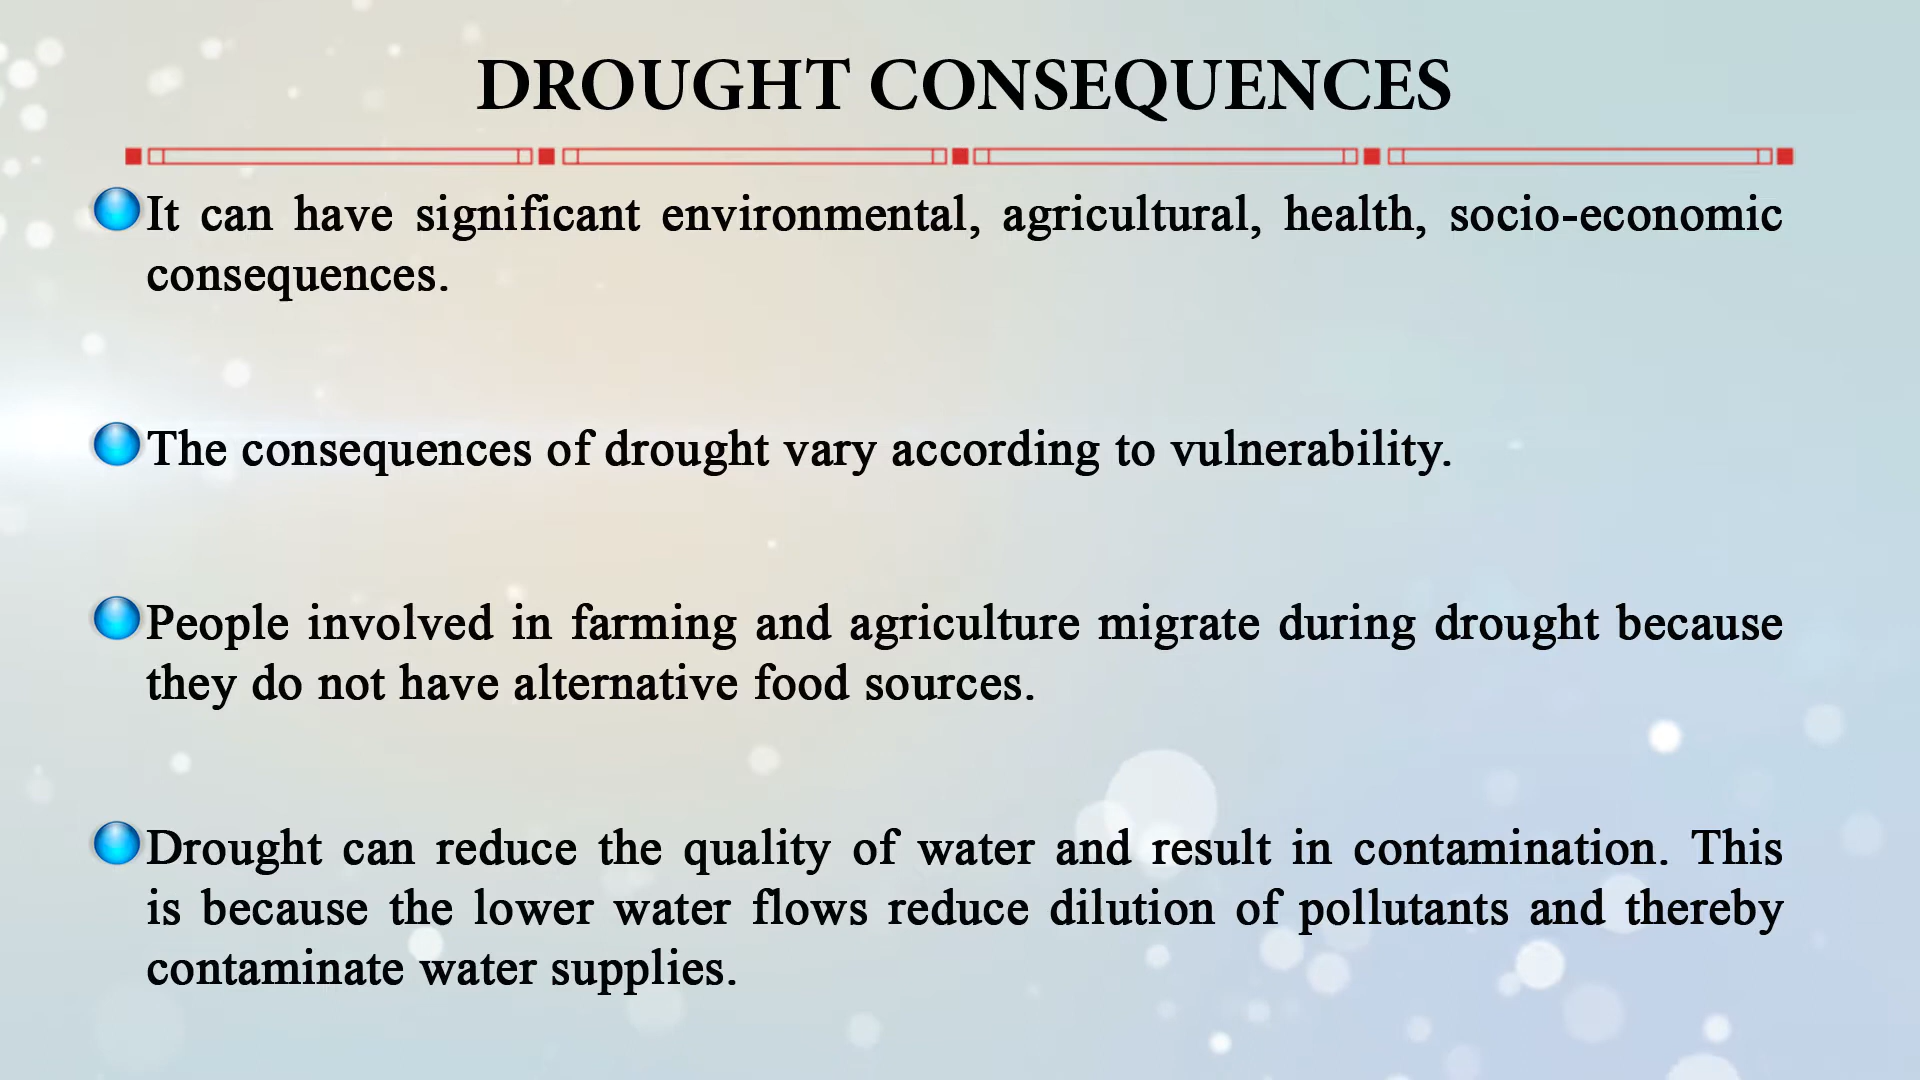 DROUGHT CONSEQUENCES
It can have significant environmental, agricultural, health, socio-economic
consequences.
The consequences of drought vary according to vulnerability.
People involved in farming and agriculture migrate during drought because
they do not have alternative food sources.
Drought can reduce the quality of water and result in contamination. This
is because the lower water flows reduce dilution of pollutants and thereby
contaminate water supplies.